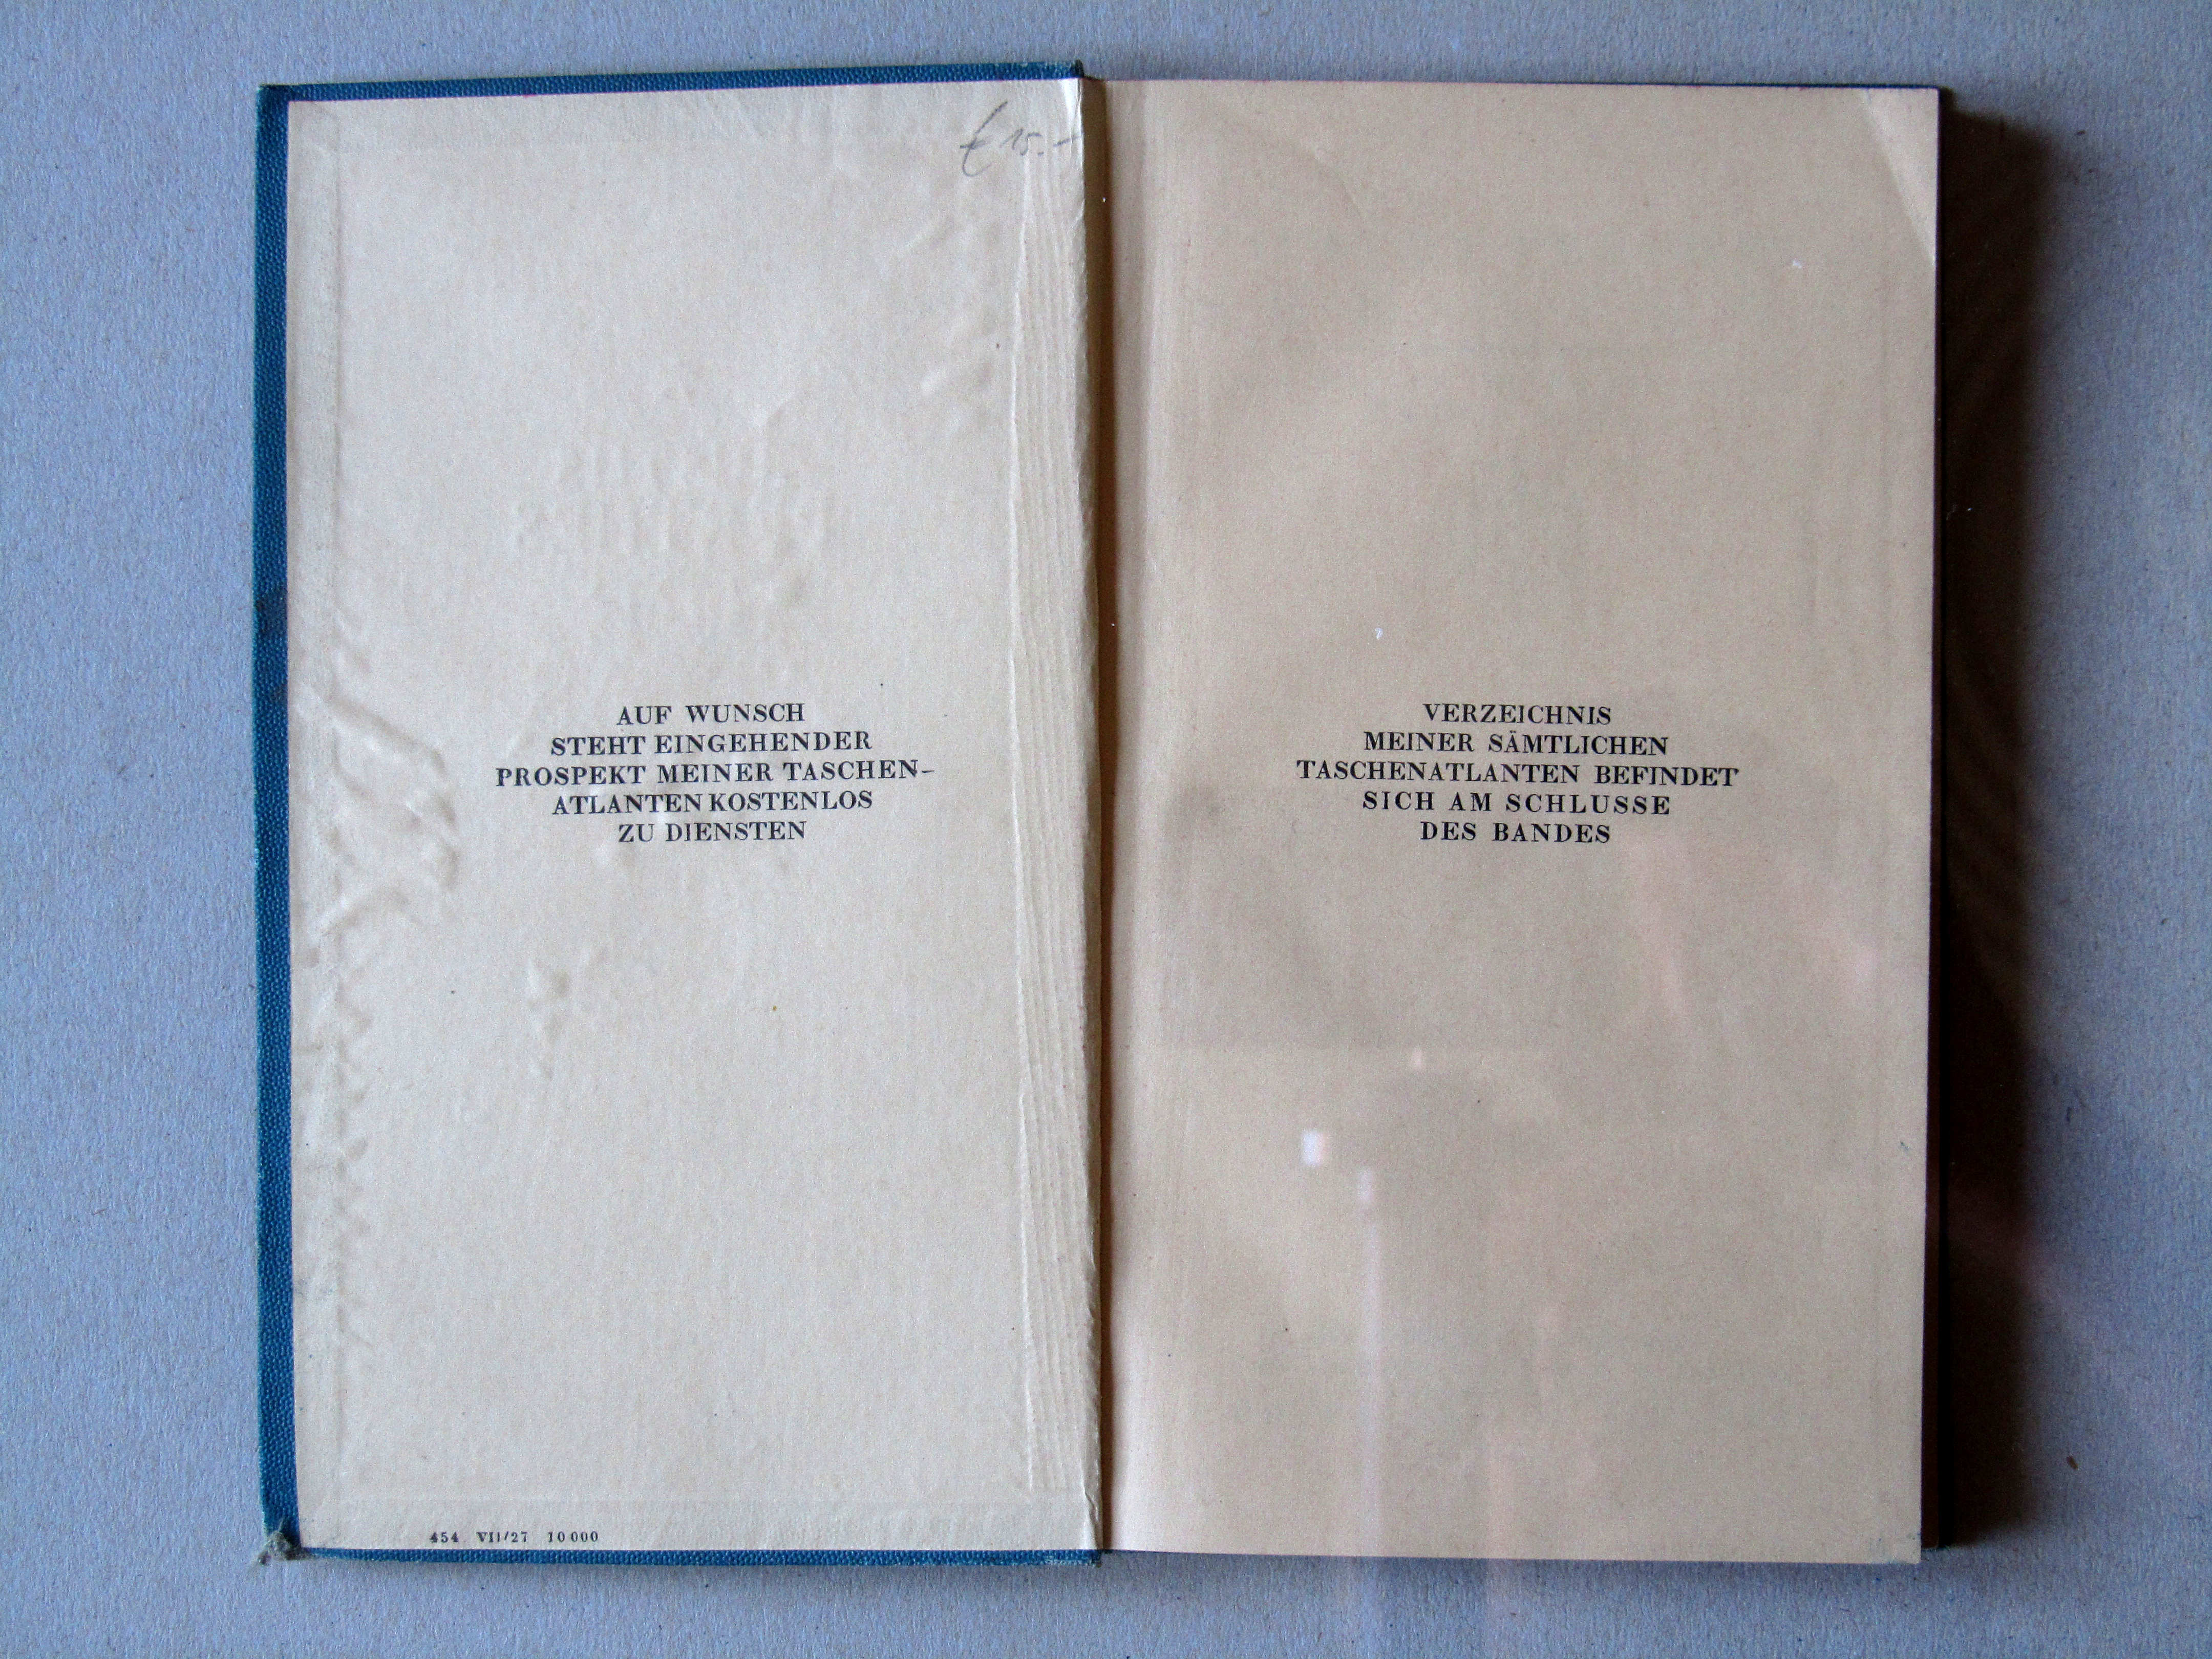 € 15.-
AUF WUNSCH
STEHT EINGEHENDER
PROSPEKT MEINER TASCHEN-
ATLANTEN KOSTENLOS
ZU DIENSTEN
454 VII/27 10000
VERZEICHNIS
MEINER SÄMTLICHEN
TASCHENATLANTEN BEFINDET
SICH AM SCHLUSSE
DES BANDES